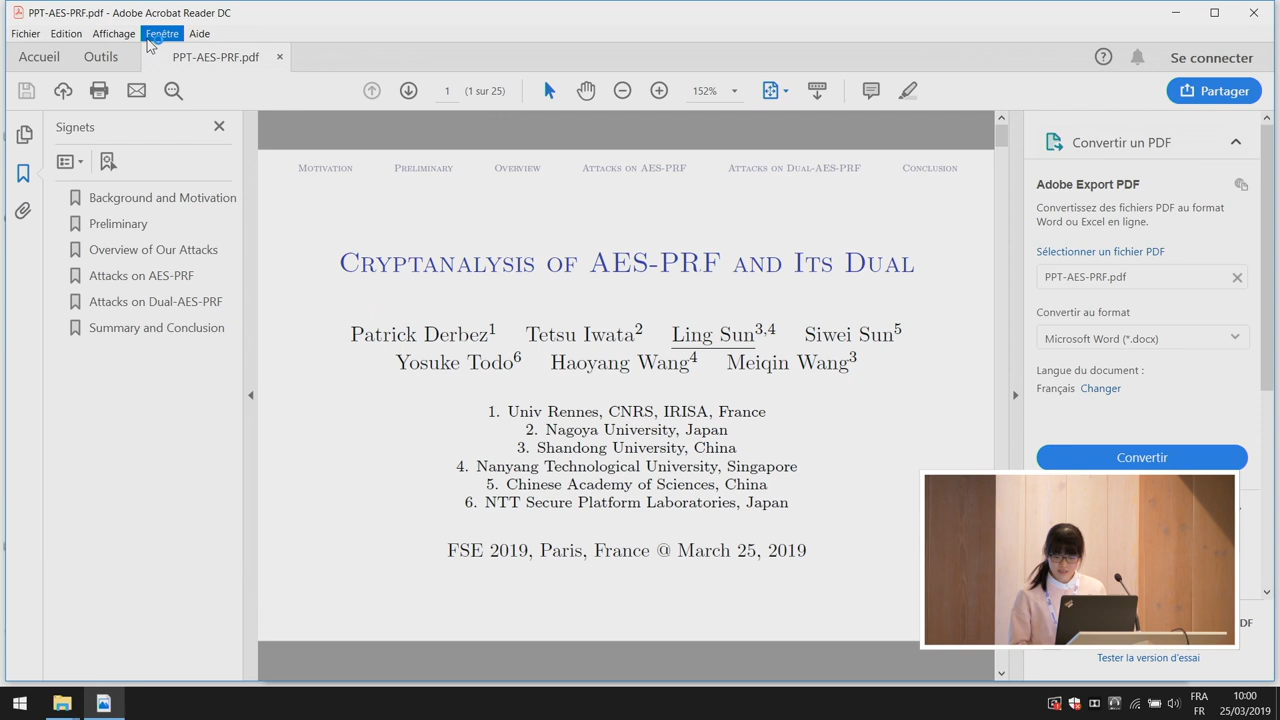 PPT-AES-PRF.pdf - Adobe Acrobat Reader DC
Fichier Edition Affichage Fenêtre Aide
Accueil Outils PPT-AES-PRF.pdf × Se connecter
1 (1 sur 25) 152% Partager
Signets
Background and Motivation
Preliminary
Overview of Our Attacks
Attacks on AES-PRF
Attacks on Dual-AES-PRF
Summary and Conclusion
Motivation Preliminary Overview Attacks on AES-PRF Attacks on Dual-AES-PRF Conclusion
Cryptanalysis of AES-PRF and Its Dual
Patrick Derbez1 Tetsu Iwata2 Ling Sun3,4 Siwei Sun5
Yosuke Todo6 Haoyang Wang4 Meiqin Wang3
1. Univ Rennes, CNRS, IRISA, France
2. Nagoya University, Japan
3. Shandong University, China
4. Nanyang Technological University, Singapore
5. Chinese Academy of Sciences, China
6. NTT Secure Platform Laboratories, Japan
FSE 2019, Paris, France @ March 25, 2019
Convertir un PDF
Adobe Export PDF
Convertissez des fichiers PDF au format
Word ou Excel en ligne.
Sélectionner un fichier PDF
PPT-AES-PRF.pdf
Convertir au format
Microsoft Word (*.docx)
Langue du document :
Français Changer
Convertir
DF
Tester la version d'essai
FRA
FR
10:00
25/03/2019